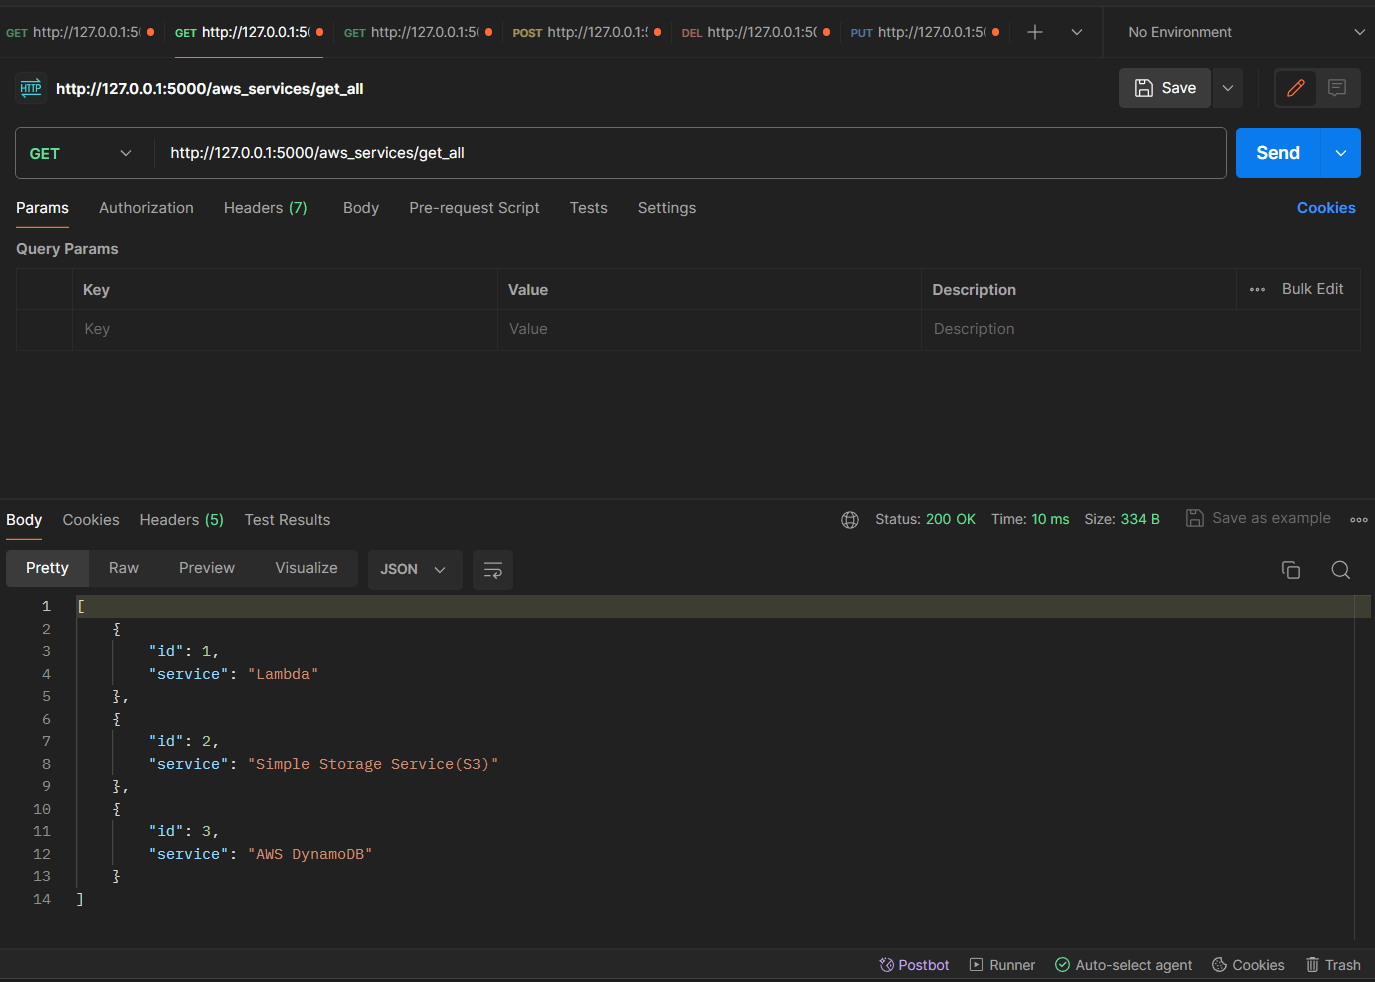 GET http://127.0.0.1:5( GET http://127.0.0.1:5( GET http://127.0.0.1:5( POST http://127.0.0.1:! DEL http://127.0.0.1:5( PUT http://127.0.0.1:5( No Environment
HTTP http://127.0.0.1:5000/aws_services/get_all Save
GET http://127.0.0.1:5000/aws_services/get_all Send
Params Authorization Headers (7) Body Pre-request Script Tests Settings Cookies
Query Params
Key Value Description Bulk Edit
Key Value Description
Body Cookies Headers (5) Test Results Status: 200 OK Time: 10 ms Size: 334 B Save as example
Pretty Raw Preview Visualize JSON
1 [
2 {
3 "id": 1,
4 "service": "Lambda"
5 },
6 {
7 "id": 2,
8 "service": "Simple Storage Service(S3)"
9 },
10 {
11 "id": 3,
12 "service": "AWS DynamoDB"
13 }
14 ]
Postbot Runner Auto-select agent Cookies Trash